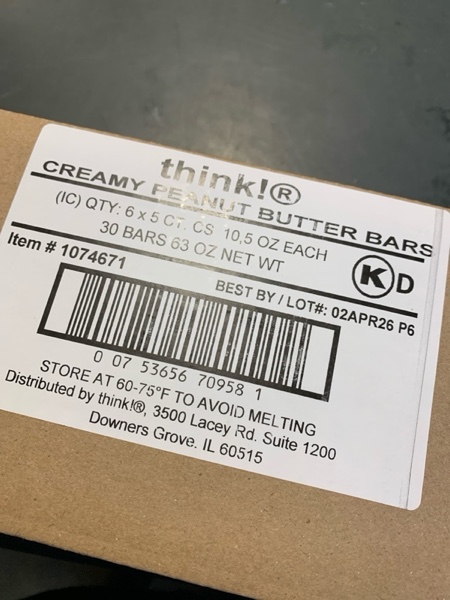 think!®
CREAMY PEANUT BUTTER BARS
(IC) QTY: 6 x 5 CT. CS 10,5 OZ EACH
30 BARS 63 OZ NET WT
K D
Item # 1074671
BEST BY / LOT#: 02APR26 P6
0 07 53656 70958 1
STORE AT 60-75°F TO AVOID MELTING
Distributed by think!®, 3500 Lacey Rd. Suite 1200
Downers Grove. IL 60515